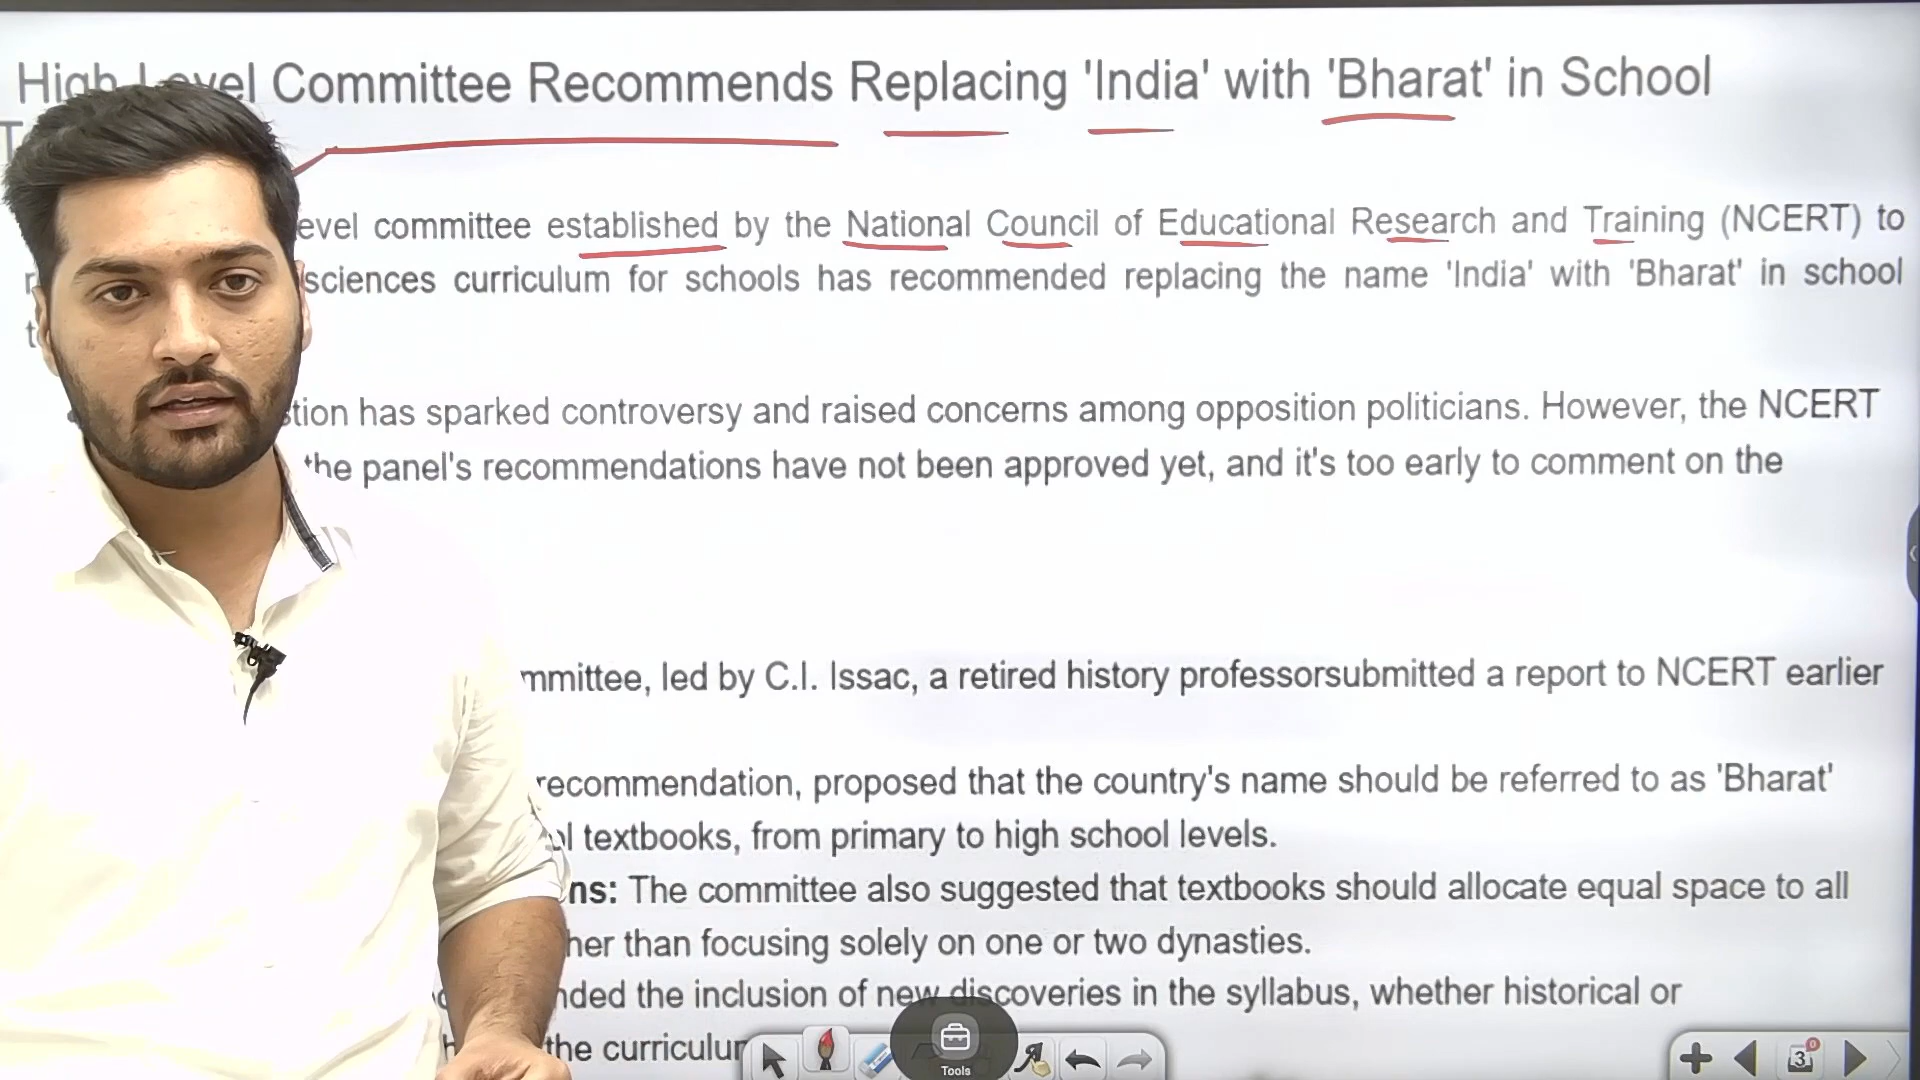 High Level Committee Recommends Replacing 'India' with 'Bharat' in School
T
evel committee established by the National Council of Educational Research and Training (NCERT) to
sciences curriculum for schools has recommended replacing the name 'India' with 'Bharat' in school
tion has sparked controversy and raised concerns among opposition politicians. However, the NCERT
the panel's recommendations have not been approved yet, and it's too early to comment on the
mmittee, led by C.I. Issac, a retired history professorsubmitted a report to NCERT earlier
recommendation, proposed that the country's name should be referred to as 'Bharat'
ol textbooks, from primary to high school levels.
ns: The committee also suggested that textbooks should allocate equal space to all
her than focusing solely on one or two dynasties.
nded the inclusion of new discoveries in the syllabus, whether historical or
the curriculum
Tools
3
0